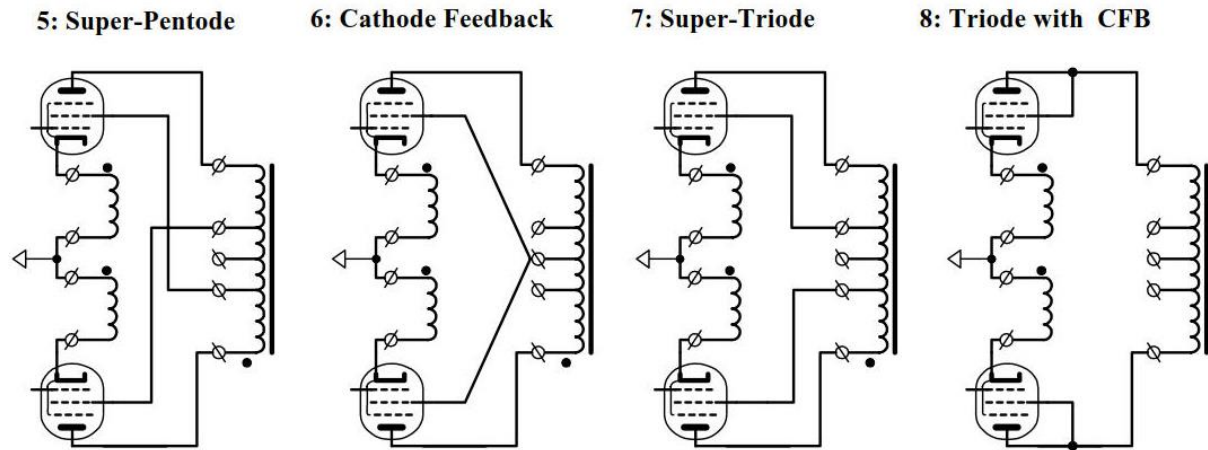 5: Super-Pentode
6: Cathode Feedback
7: Super-Triode
8: Triode with CFB